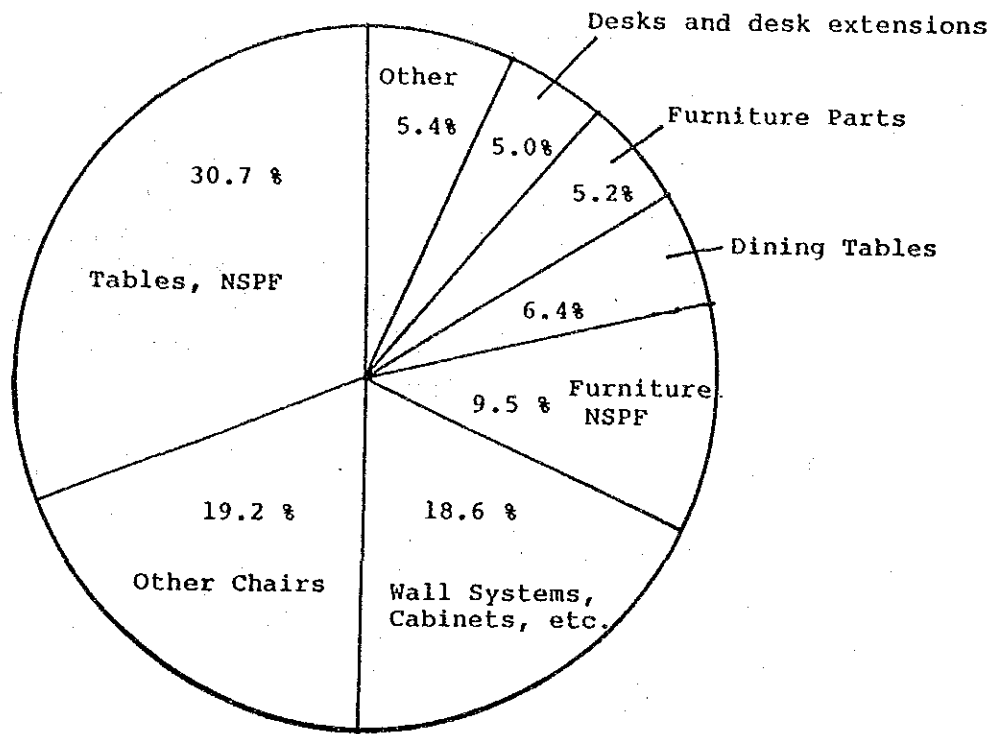 Desks and desk extensions
Other
5.4%
5.0%
Furniture Parts
5.2%
Dining Tables
6.4%
9.5 % Furniture
NSPF
18.6 %
Wall Systems,
Cabinets, etc.
19.2 %
Other Chairs
30.7 %
Tables, NSPF